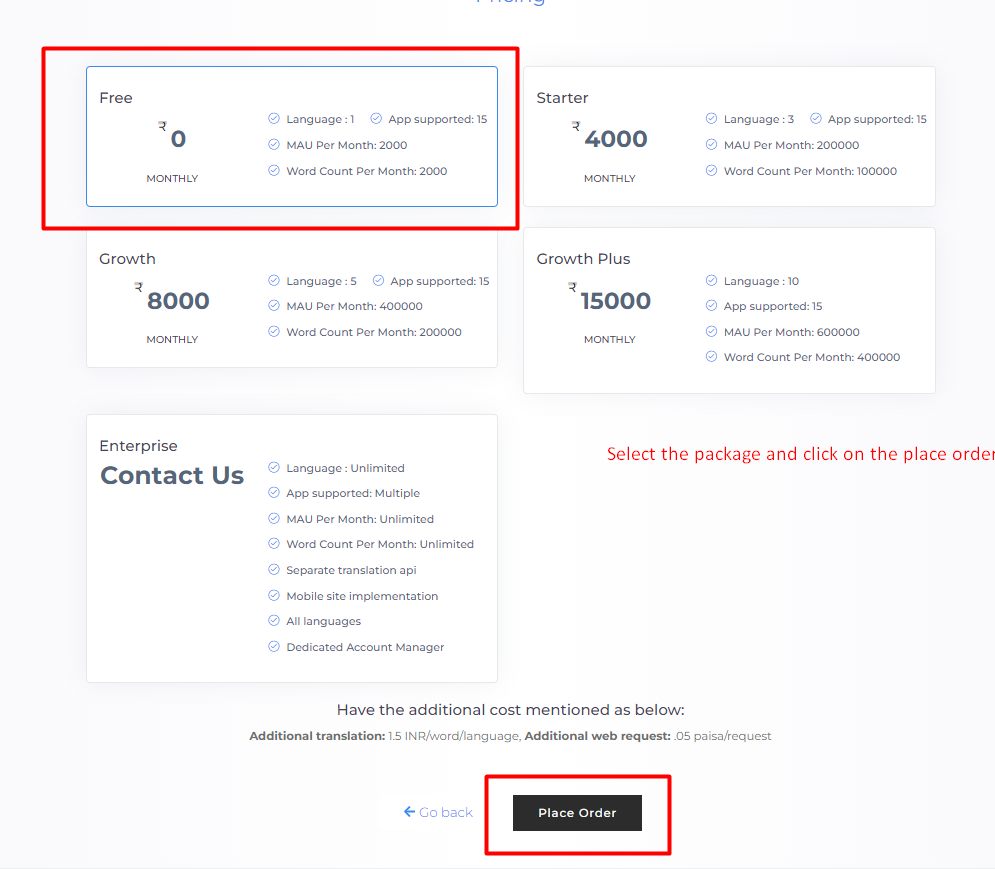 Pricing
Free
₹ 0
MONTHLY
Language : 1 App supported: 15
MAU Per Month: 2000
Word Count Per Month: 2000
Starter
₹ 4000
MONTHLY
Language : 3 App supported: 15
MAU Per Month: 200000
Word Count Per Month: 100000
Growth
₹ 8000
MONTHLY
Language : 5 App supported: 15
MAU Per Month: 400000
Word Count Per Month: 200000
Growth Plus
₹ 15000
MONTHLY
Language : 10
App supported: 15
MAU Per Month: 600000
Word Count Per Month: 400000
Enterprise
Contact Us
Language : Unlimited
App supported: Multiple
MAU Per Month: Unlimited
Word Count Per Month: Unlimited
Separate translation api
Mobile site implementation
All languages
Dedicated Account Manager
Select the package and click on the place order
Have the additional cost mentioned as below:
Additional translation: 1.5 INR/word/language, Additional web request: .05 paisa/request
Go back
Place Order